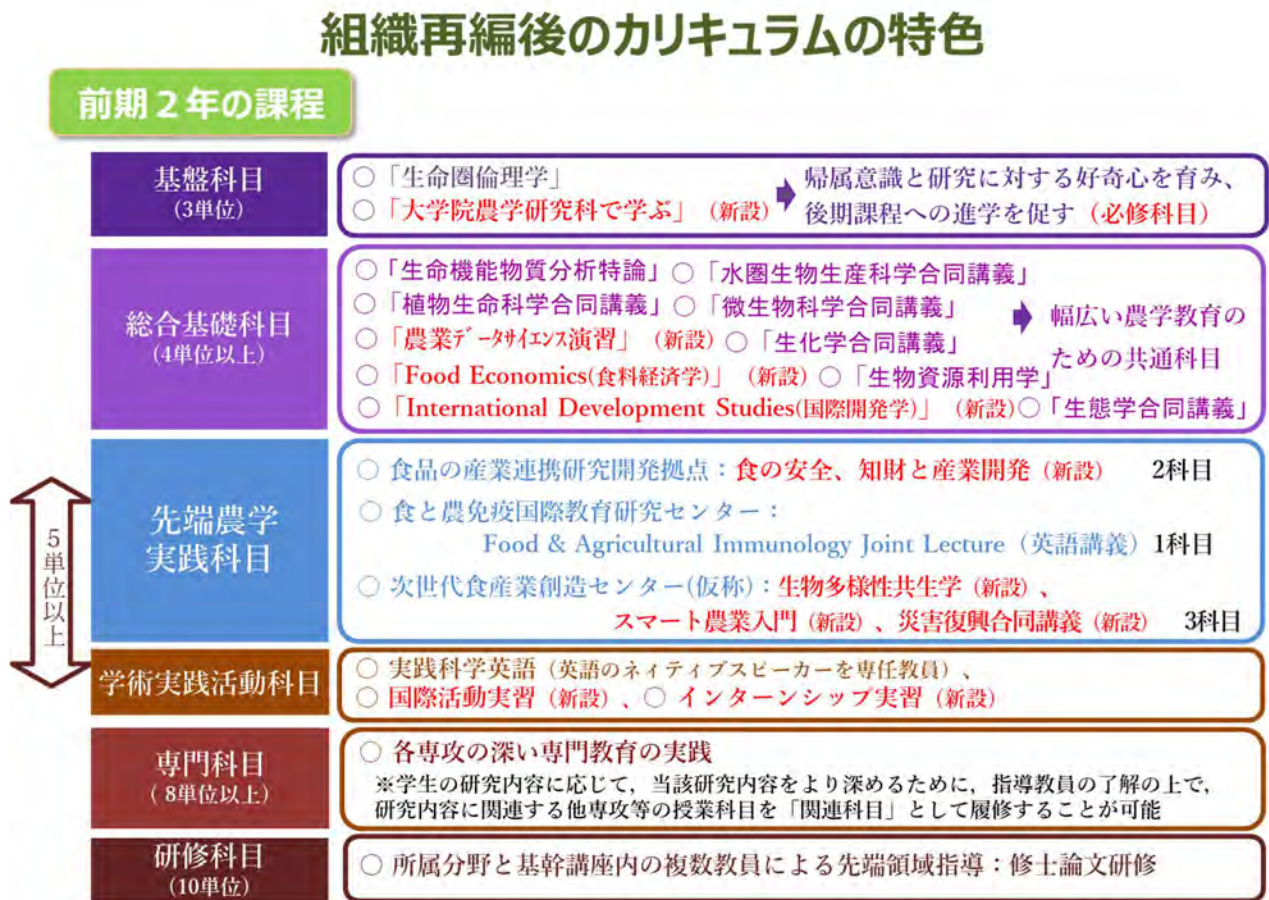 組織再編後のカリキュラムの特色
前期２年の課程
基盤科目
(3単位)
○「生命圏倫理学」
○「大学院農学研究科で学ぶ」（新設）
帰属意識と研究に対する好奇心を育み、
後期課程への進学を促す（必修科目）
総合基礎科目
(4単位以上)
○「生命機能物質分析特論」○「水圏生物生産科学合同講義」
○「植物生命科学合同講義」○「微生物科学合同講義」
○「農業ﾃﾞｰﾀｻｲｴﾝｽ演習」（新設）○「生化学合同講義」
○「Food Economics(食料経済学)」（新設）○「生物資源利用学」
○「International Development Studies(国際開発学)」（新設）○「生態学合同講義」
幅広い農学教育の
ための共通科目
5単位以上
先端農学
実践科目
○ 食品の産業連携研究開発拠点：食の安全、知財と産業開発（新設） 2科目
○ 食と農免疫国際教育研究センター：
Food & Agricultural Immunology Joint Lecture（英語講義）1科目
○ 次世代食産業創造センター(仮称)：生物多様性共生学（新設）、
スマート農業入門（新設）、災害復興合同講義（新設） 3科目
学術実践活動科目
○ 実践科学英語（英語のネイティブスピーカーを専任教員）、
○ 国際活動実習（新設）、○ インターンシップ実習（新設）
専門科目
( 8単位以上)
○ 各専攻の深い専門教育の実践
※学生の研究内容に応じて，当該研究内容をより深めるために，指導教員の了解の上で，
研究内容に関連する他専攻等の授業科目を「関連科目」として履修することが可能
研修科目
(10単位)
○ 所属分野と基幹講座内の複数教員による先端領域指導：修士論文研修